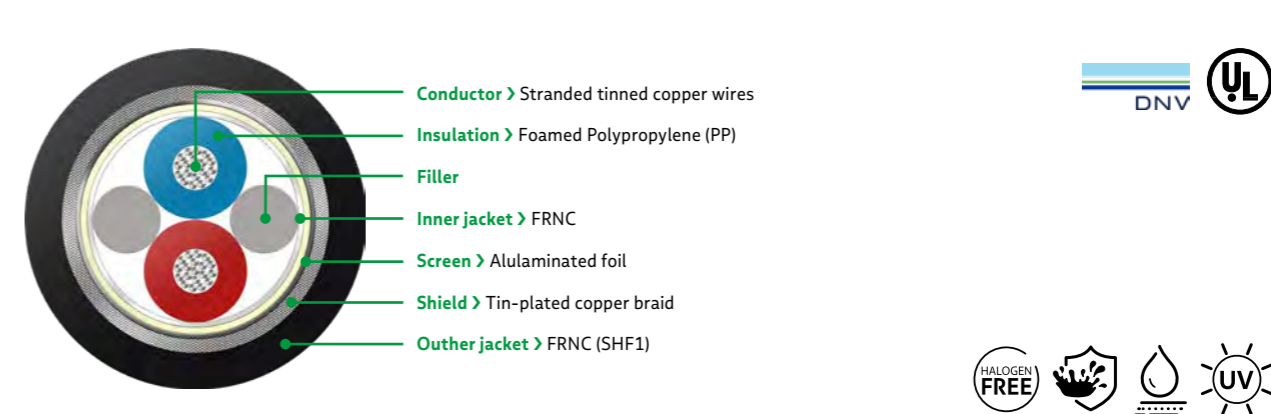 Conductor > Stranded tinned copper wires
Insulation > Foamed Polypropylene (PP)
Filler
Inner jacket > FRNC
Screen > Alulaminated foil
Shield > Tin-plated copper braid
Outher jacket > FRNC (SHF1)
DNV
UL
HALOGEN
FREE
UV